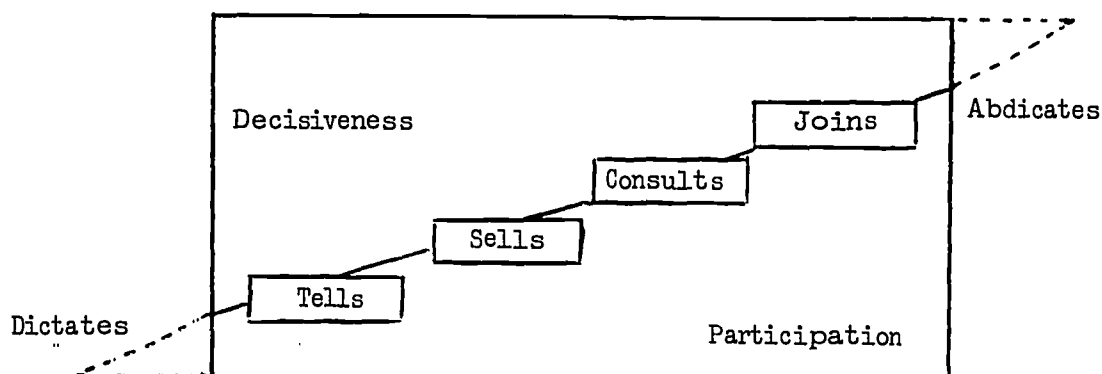 Decisiveness
Joins
Abdicates
Consults
Sells
Tells
Dictates
Participation